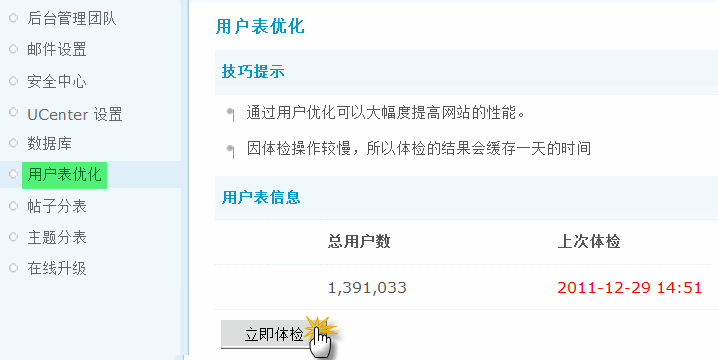 后台管理团队
邮件设置
安全中心
UCenter 设置
数据库
用户表优化
帖子分表
主题分表
在线升级
用户表优化
技巧提示
通过用户优化可以大幅度提高网站的性能。
因体检操作较慢，所以体检的结果会缓存一天的时间
用户表信息
总用户数 上次体检
1,391,033 2011-12-29 14:51
立即体检